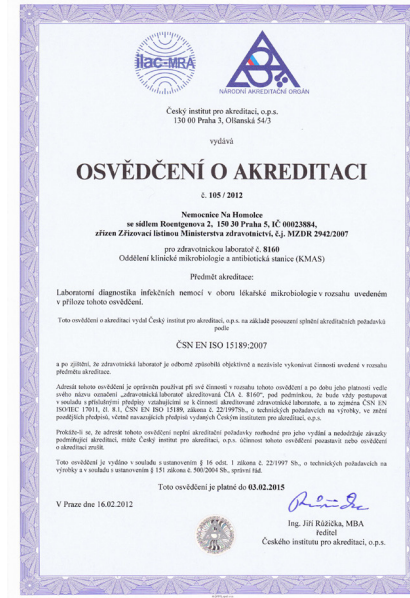 ilac-MRA
NÁRODNÍ AKREDITAČNÍ ORGÁN
Český institut pro akreditaci, o.p.s.
130 00 Praha 3, Olšanská 54/3
vydává
OSVĚDČENÍ O AKREDITACI
č. 105 / 2012
Nemocnice Na Homolce
se sídlem Roentgenova 2, 150 30 Praha 5, IČ 00023884,
zřízen Zřizovací listinou Ministerstva zdravotnictví, č.j. MZDR 2942/2007
pro zdravotnickou laboratoř č. 8160
Oddělení klinické mikrobiologie a antibiotická stanice (KMAS)
Předmět akreditace:
Laboratorní diagnostika infekčních nemocí v oboru lékařské mikrobiologie v rozsahu uvedeném
v příloze tohoto osvědčení.
Toto osvědčení o akreditaci vydal Český institut pro akreditaci, o.p.s. na základě posouzení splnění akreditačních požadavků
podle
ČSN EN ISO 15189:2007
a po zjištění, že zdravotnická laboratoř je odborně způsobilá objektivně a nezávisle vykonávat činnosti uvedené v rozsahu
předmětu akreditace.
Adresát tohoto osvědčení je oprávněn používat při své činnosti v rozsahu tohoto osvědčení a po dobu jeho platnosti vedle
svého názvu označení „zdravotnická laboratoř akreditovaná ČIA č. 8160“, pod podmínkou, že bude vždy postupovat
v souladu s příslušnými předpisy vztahujícími se k činnosti akreditované zdravotnické laboratoře, a to zejména ČSN EN
ISO/IEC 17011, čl. 8.1, ČSN EN ISO 15189, zákona č. 22/1997Sb., o technických požadavcích na výrobky, ve znění
pozdějších předpisů, včetně navazujících předpisů vydaných Českým institutem pro akreditaci, o.p.s.
Prokáže-li se, že adresát tohoto osvědčení neplní akreditační požadavky rozhodné pro jeho vydání a nedodržuje závazky
podmiňující akreditaci, může Český institut pro akreditaci, o.p.s. účinnost tohoto osvědčení pozastavit nebo osvědčení
o akreditaci zrušit.
Toto osvědčení je vydáno v souladu s ustanovením § 16 odst. 1 zákona č. 22/1997 Sb., o technických požadavcích na
výrobky a v souladu s ustanovením § 151 zákona č. 500/2004 Sb., správní řád.
Toto osvědčení je platné do 03.02.2015
V Praze dne 16.02.2012
Ing. Jiří Růžička, MBA
ředitel
Českého institutu pro akreditaci, o.p.s.